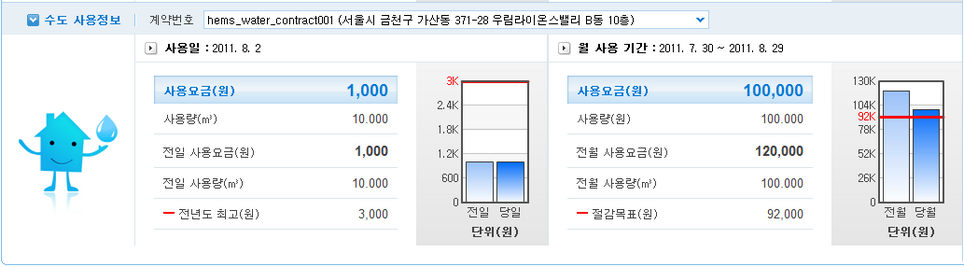 수도 사용정보 계약번호 hems_water_contract001 (서울시 금천구 가산동 371-28 우림라이온스밸리 B동 10층)
사용일 : 2011. 8. 2
사용요금(원) 1,000
사용량(㎥) 10.000
전일 사용요금(원) 1,000
전일 사용량(㎥) 10.000
전년도 최고(원) 3,000
3K
2.4K
1.8K
1.2K
600
0
전일 당일
단위(원)
월 사용 기간 : 2011. 7. 30 ~ 2011. 8. 29
사용요금(원) 100,000
사용량(원) 100.000
전월 사용요금(원) 120,000
전월 사용량(㎥) 100.000
절감목표(원) 92,000
130K
104K
92K
78K
52K
26K
0
전월 당월
단위(원)